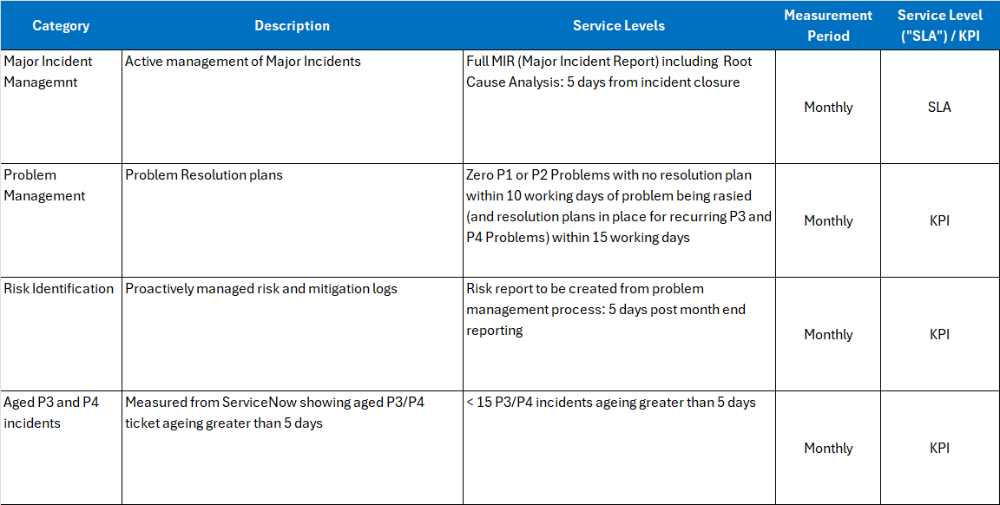 Category
Description
Service Levels
Measurement
Period
Service Level
("SLA") / KPI
Major Incident
Managemnt
Active management of Major Incidents
Full MIR (Major Incident Report) including  Root
Cause Analysis: 5 days from incident closure
Monthly
SLA
Problem
Management
Problem Resolution plans
Zero P1 or P2 Problems with no resolution plan
within 10 working days of problem being rasied
(and resolution plans in place for recurring P3 and
P4 Problems) within 15 working days
Monthly
KPI
Risk Identification
Proactively managed risk and mitigation logs
Risk report to be created from problem
management process: 5 days post month end
reporting
Monthly
KPI
Aged P3 and P4
incidents
Measured from ServiceNow showing aged P3/P4
ticket ageing greater than 5 days
< 15 P3/P4 incidents ageing greater than 5 days
Monthly
KPI